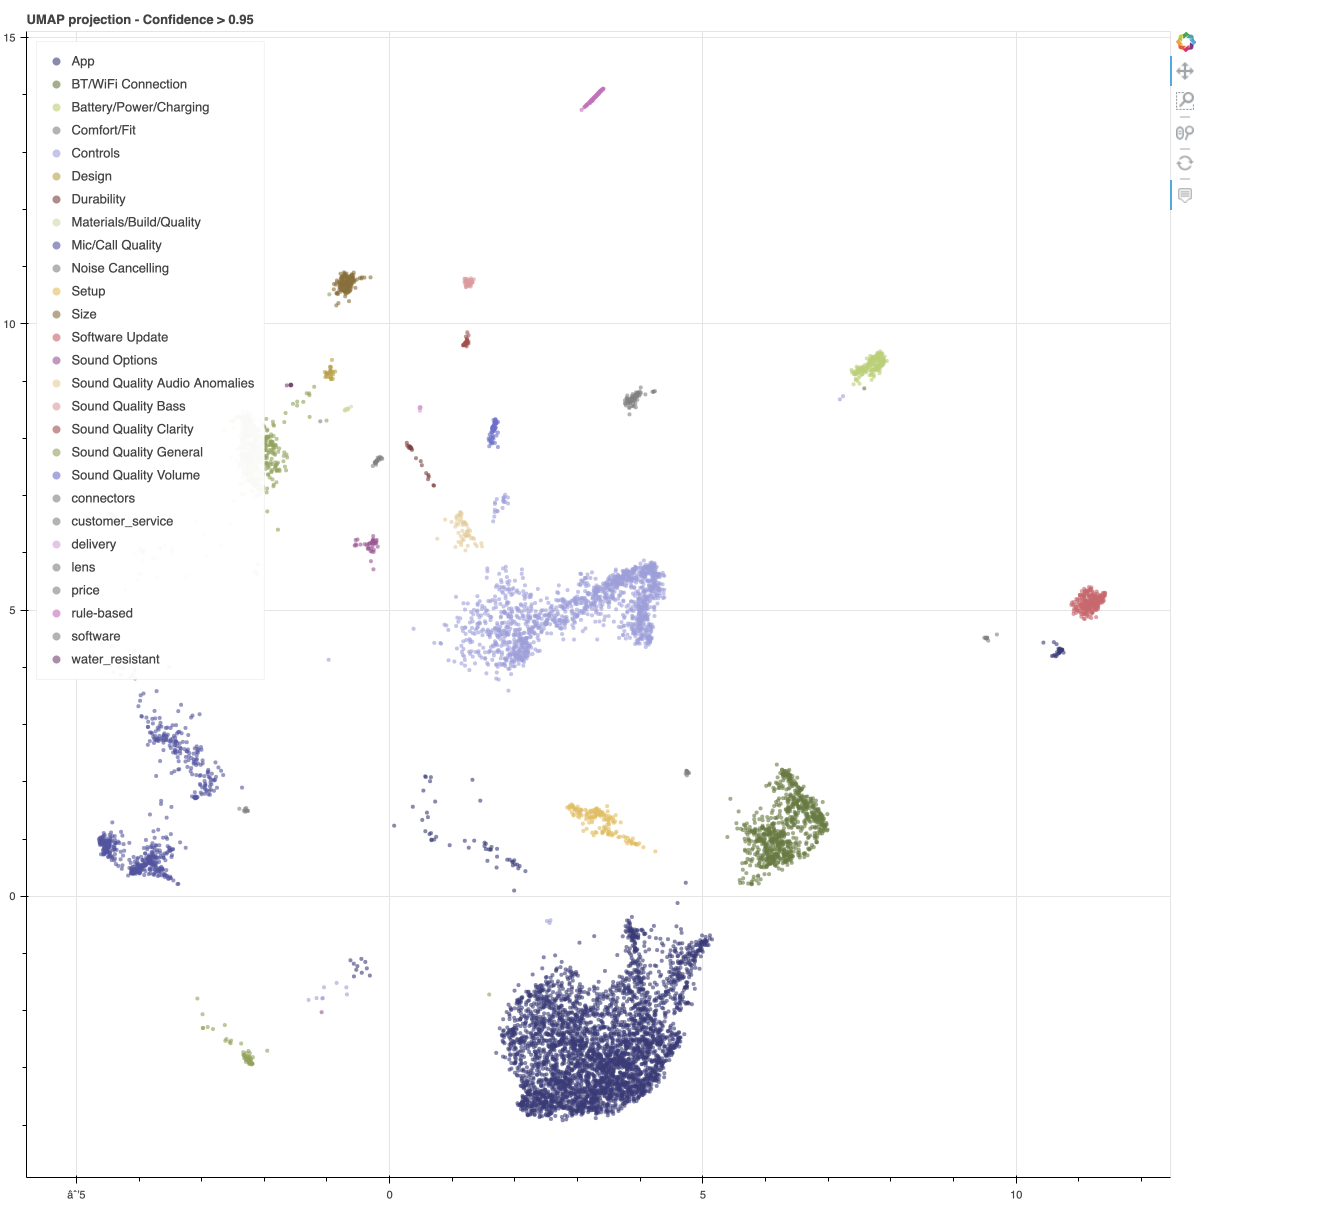 UMAP projection - Confidence > 0.95
15
App
BT/WiFi Connection
Battery/Power/Charging
Comfort/Fit
Controls
Design
Durability
Materials/Build/Quality
Mic/Call Quality
Noise Cancelling
Setup
Size
Software Update
Sound Options
Sound Quality Audio Anomalies
Sound Quality Bass
Sound Quality Clarity
Sound Quality General
Sound Quality Volume
connectors
customer_service
delivery
lens
price
rule-based
software
water_resistant
10
5
0
âˆ'5
0
5
10